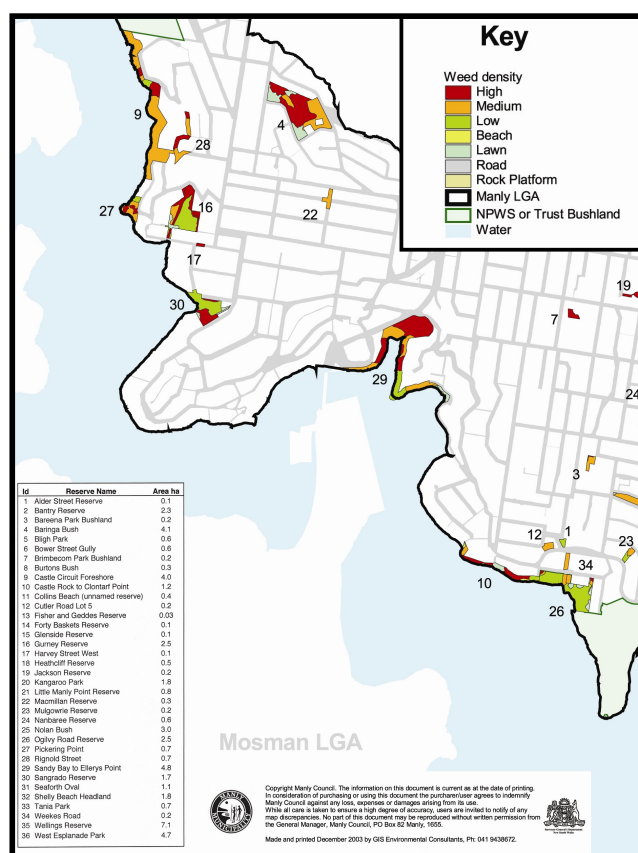 Key
Weed density
High
Medium
Low
Beach
Lawn
Road
Rock Platform
Manly LGA
NPWS or Trust Bushland
Water
9
4
28
27
16
22
17
19
30
7
29
24
3
12
1
23
34
10
26
Id Reserve Name Area ha
1 Alder Street Reserve 0.1
2 Bantry Reserve 2.3
3 Bareena Park Bushland 0.2
4 Baringa Bush 4.1
5 Bligh Park 0.6
6 Bower Street Gully 0.6
7 Brimbecom Park Bushland 0.2
8 Burtons Bush 0.3
9 Castle Circuit Foreshore 4.0
10 Castle Rock to Clontarf Point 1.2
11 Collins Beach (unnamed reserve) 0.4
12 Cutler Road Lot 5 0.2
13 Fisher and Geddes Reserve 0.03
14 Forty Baskets Reserve 0.1
15 Glenside Reserve 0.1
16 Gurney Reserve 2.5
17 Harvey Street West 0.1
18 Heathcliff Reserve 0.5
19 Jackson Reserve 0.2
20 Kangaroo Park 1.8
21 Little Manly Point Reserve 0.8
22 Macmillan Reserve 0.3
23 Mulgowrie Reserve 0.2
24 Nanbaree Reserve 0.6
25 Nolan Bush 3.0
26 Ogilvy Road Reserve 2.5
27 Pickering Point 0.7
28 Rignold Street 0.7
29 Sandy Bay to Ellerys Point 4.8
30 Sangrado Reserve 1.7
31 Seaforth Oval 1.1
32 Shelly Beach Headland 1.8
33 Tania Park 0.7
34 Weekes Road 0.2
35 Wellings Reserve 7.1
36 West Esplanade Park 4.7
Mosman LGA
MANLY
MUNICIPALITY
Copyright Manly Council. The information on this document is current as at the date of printing.
In consideration of purchasing or using this document the purcharer/user agrees to indemnify
Manly Council against any loss, expenses or damages arising from its use.
While all care is taken to ensure a high degree of accuracy, users are invited to notify of any
map discrepancies. No part of this document may be reproduced without written permission from
the General Manager, Manly Council, PO Box 82 Manly, 1655.
Made and printed December 2003 by GIS Environmental Consultants, Ph: 041 9438672.